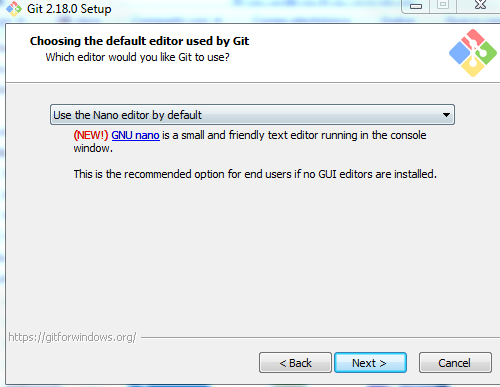 Git 2.18.0 Setup
Choosing the default editor used by Git
Which editor would you like Git to use?
Use the Nano editor by default
(NEW!) GNU nano is a small and friendly text editor running in the console
window.
This is the recommended option for end users if no GUI editors are installed.
https://gitforwindows.org/
< Back
Next >
Cancel